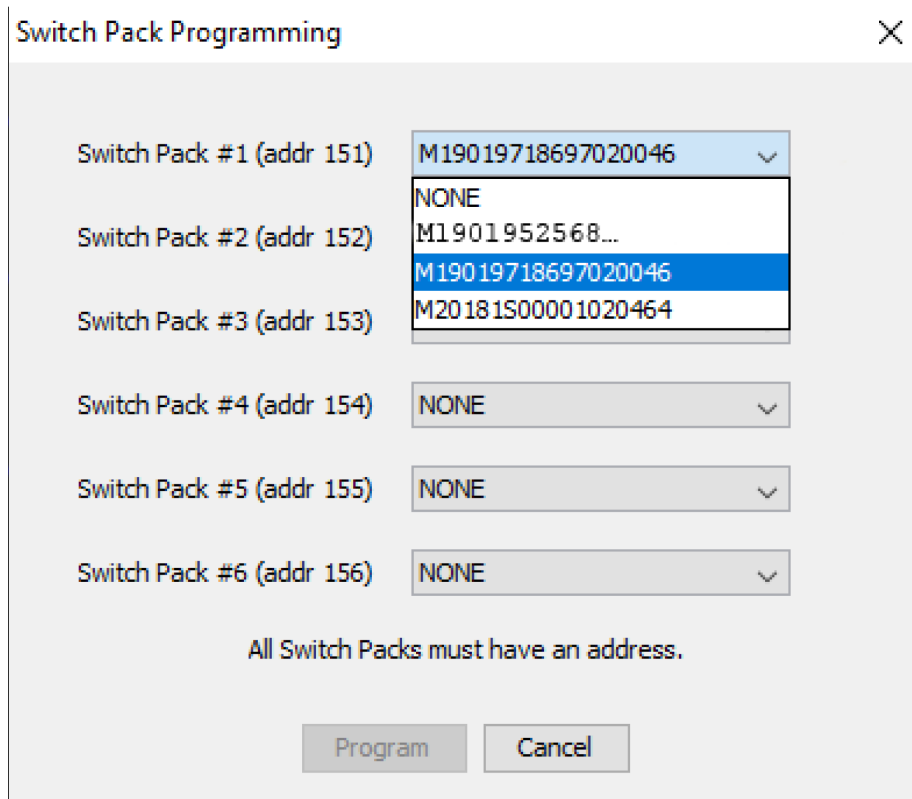 Switch Pack Programming
Switch Pack #1 (addr 151) M19019718697020046
NONE
M1901952568…
Switch Pack #2 (addr 152)
M19019718697020046
M20181S00001020464
Switch Pack #3 (addr 153)
Switch Pack #4 (addr 154) NONE
Switch Pack #5 (addr 155) NONE
Switch Pack #6 (addr 156) NONE
All Switch Packs must have an address.
Program Cancel